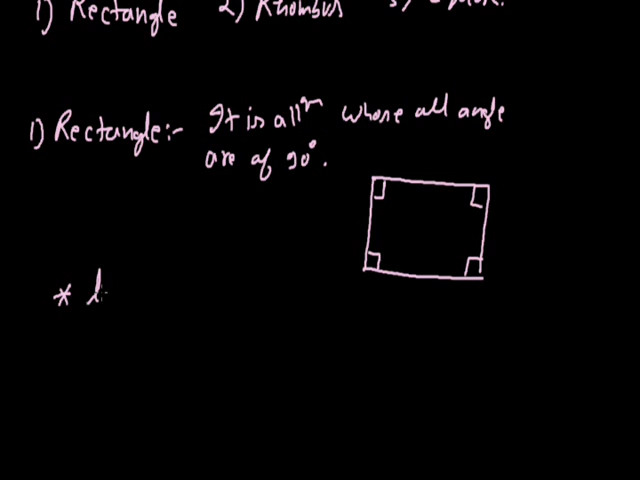 1) Rectangle 2) Rhombus
1) Rectangle:- It is a ||gm whose all angle
are of 90°.
*